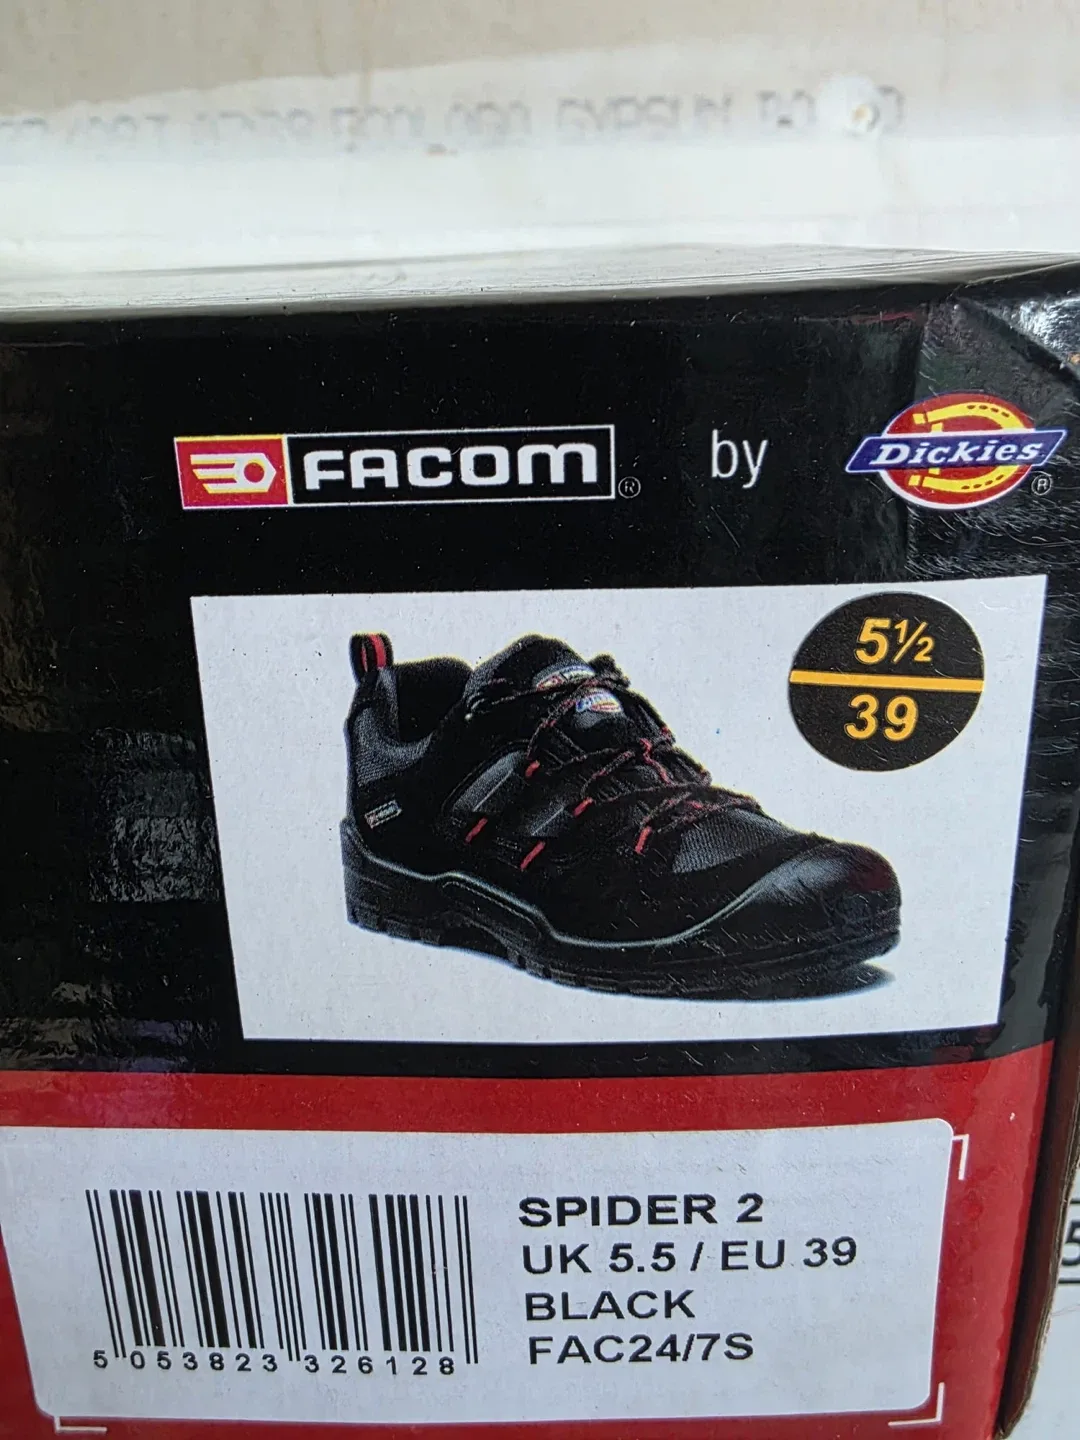 GYPSUM
FACOM ® by Dickies ®
5½
39
SPIDER 2
UK 5.5 / EU 39
BLACK
FAC24/7S
5 053823 326128